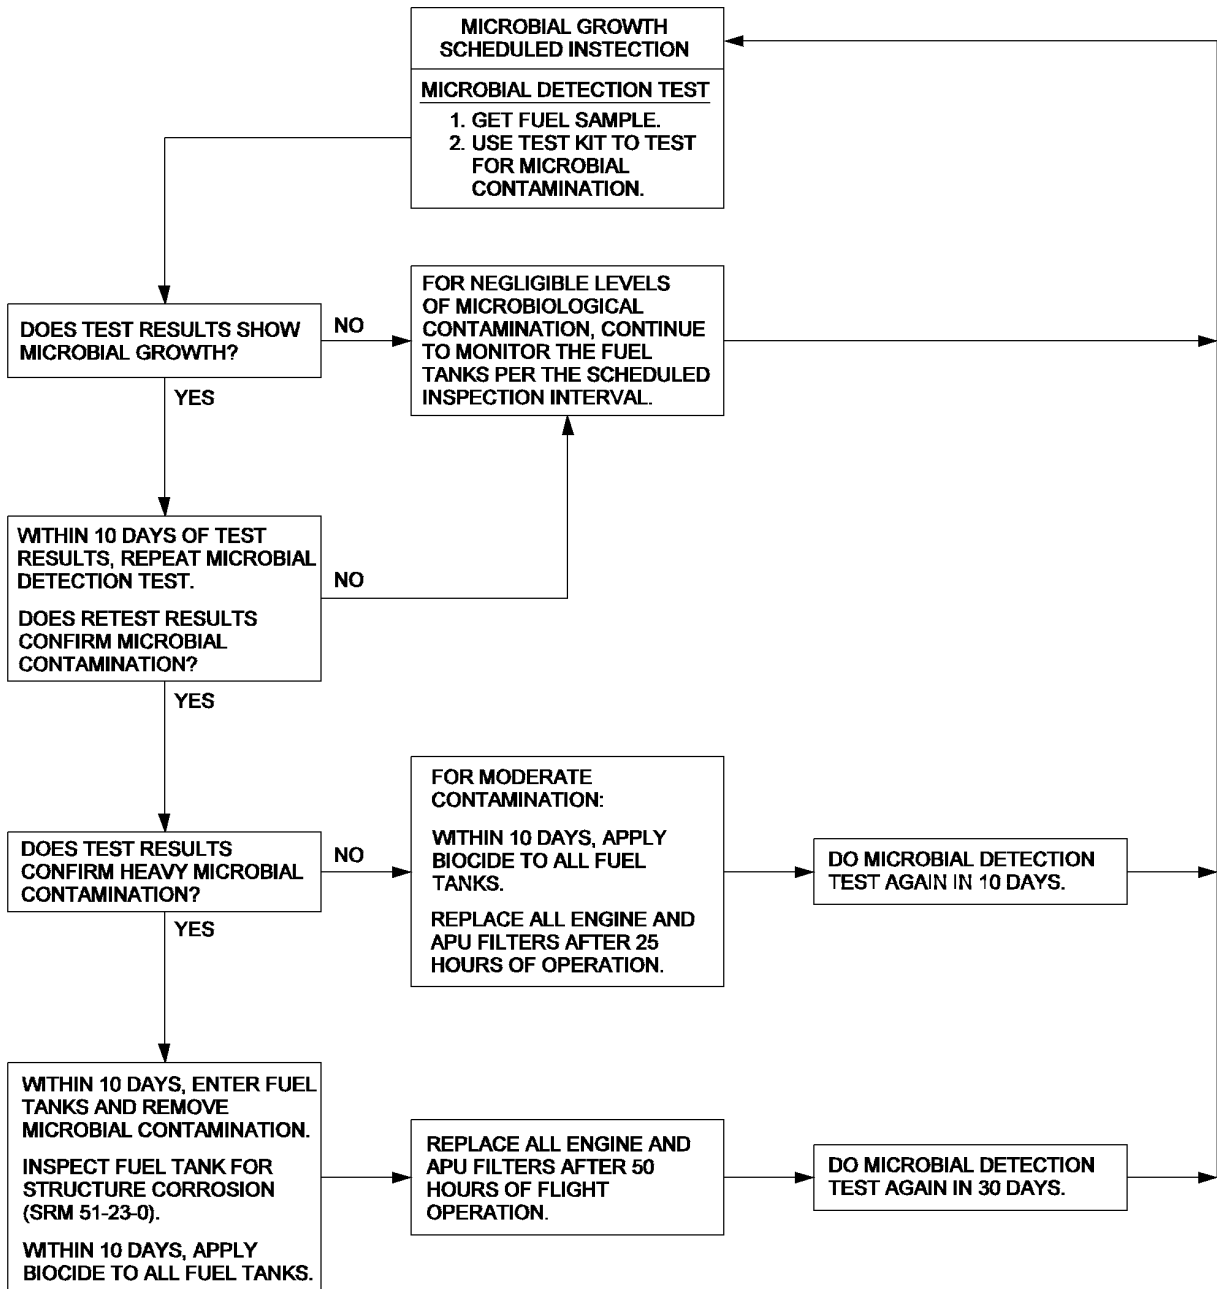 MICROBIAL GROWTH
SCHEDULED INSTECTION
MICROBIAL DETECTION TEST
1. GET FUEL SAMPLE.
2. USE TEST KIT TO TEST
FOR MICROBIAL
CONTAMINATION.
DOES TEST RESULTS SHOW
MICROBIAL GROWTH?
NO
YES
FOR NEGLIGIBLE LEVELS
OF MICROBIOLOGICAL
CONTAMINATION, CONTINUE
TO MONITOR THE FUEL
TANKS PER THE SCHEDULED
INSPECTION INTERVAL.
WITHIN 10 DAYS OF TEST
RESULTS, REPEAT MICROBIAL
DETECTION TEST.
DOES RETEST RESULTS
CONFIRM MICROBIAL
CONTAMINATION?
NO
YES
DOES TEST RESULTS
CONFIRM HEAVY MICROBIAL
CONTAMINATION?
NO
YES
FOR MODERATE
CONTAMINATION:
WITHIN 10 DAYS, APPLY
BIOCIDE TO ALL FUEL
TANKS.
REPLACE ALL ENGINE AND
APU FILTERS AFTER 25
HOURS OF OPERATION.
DO MICROBIAL DETECTION
TEST AGAIN IN 10 DAYS.
WITHIN 10 DAYS, ENTER FUEL
TANKS AND REMOVE
MICROBIAL CONTAMINATION.
INSPECT FUEL TANK FOR
STRUCTURE CORROSION
(SRM 51-23-0).
WITHIN 10 DAYS, APPLY
BIOCIDE TO ALL FUEL TANKS.
REPLACE ALL ENGINE AND
APU FILTERS AFTER 50
HOURS OF FLIGHT
OPERATION.
DO MICROBIAL DETECTION
TEST AGAIN IN 30 DAYS.